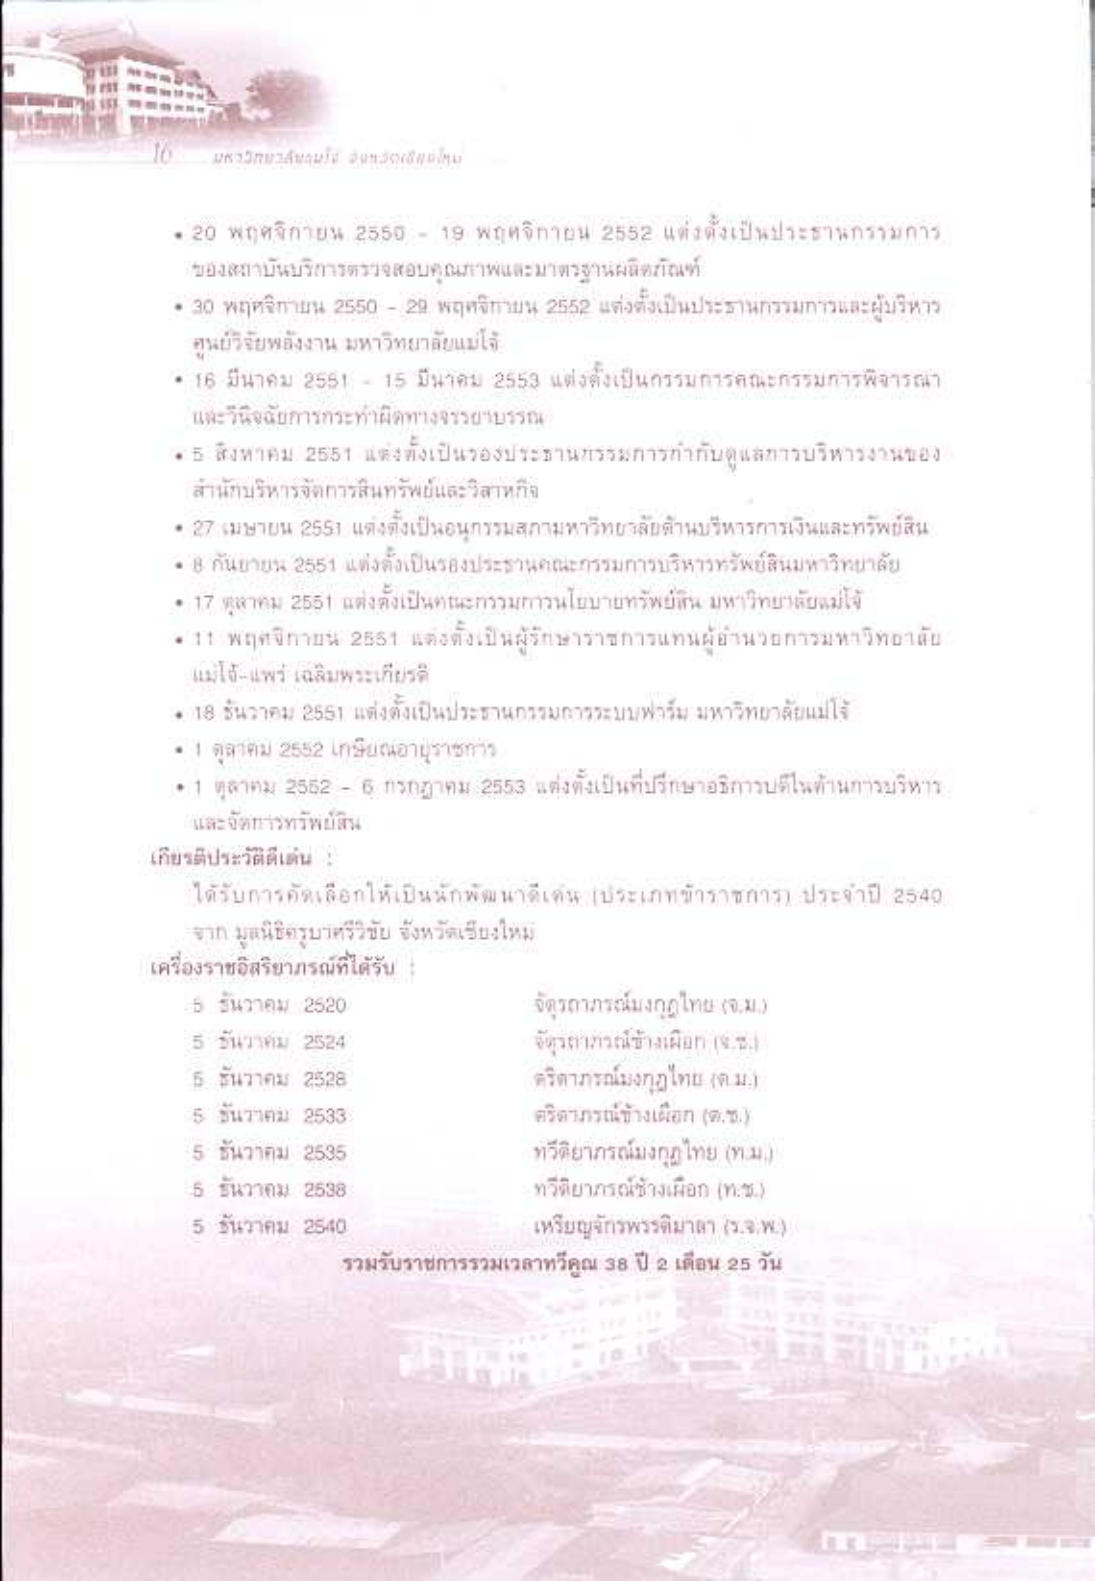 16 มหาวิทยาลัยแม่โจ้ จังหวัดเชียงใหม่
• 20 พฤศจิกายน 2550 - 19 พฤศจิกายน 2552 แต่งตั้งเป็นประธานกรรมการ
ของสถาบันบริการตรวจสอบคุณภาพและมาตรฐานผลิตภัณฑ์
• 30 พฤศจิกายน 2550 - 29 พฤศจิกายน 2552 แต่งตั้งเป็นประธานกรรมการและผู้บริหาร
ศูนย์วิจัยพลังงาน มหาวิทยาลัยแม่โจ้
• 16 มีนาคม 2551 - 15 มีนาคม 2553 แต่งตั้งเป็นกรรมการคณะกรรมการพิจารณา
และวินิจฉัยการกระทำผิดทางจรรยาบรรณ
• 5 สิงหาคม 2551 แต่งตั้งเป็นรองประธานกรรมการกำกับดูแลการบริหารงานของ
สำนักบริหารจัดการสินทรัพย์และวิสาหกิจ
• 27 เมษายน 2551 แต่งตั้งเป็นอนุกรรมสภามหาวิทยาลัยด้านบริหารการเงินและทรัพย์สิน
• 8 กันยายน 2551 แต่งตั้งเป็นรองประธานคณะกรรมการบริหารทรัพย์สินมหาวิทยาลัย
• 17 ตุลาคม 2551 แต่งตั้งเป็นคณะกรรมการนโยบายทรัพย์สิน มหาวิทยาลัยแม่โจ้
• 11 พฤศจิกายน 2551 แต่งตั้งเป็นผู้รักษาราชการแทนผู้อำนวยการมหาวิทยาลัย
แม่โจ้-แพร่ เฉลิมพระเกียรติ
• 18 ธันวาคม 2551 แต่งตั้งเป็นประธานกรรมการระบบฟาร์ม มหาวิทยาลัยแม่โจ้
• 1 ตุลาคม 2552 เกษียณอายุราชการ
• 1 ตุลาคม 2552 - 6 กรกฎาคม 2553 แต่งตั้งเป็นที่ปรึกษาอธิการบดีในด้านการบริหาร
และจัดการทรัพย์สิน
เกียรติประวัติดีเด่น :
ได้รับการคัดเลือกให้เป็นนักพัฒนาดีเด่น (ประเภทข้าราชการ) ประจำปี 2540
จาก มูลนิธิครูบาศรีวิชัย จังหวัดเชียงใหม่
เครื่องราชอิสริยาภรณ์ที่ได้รับ :
5 ธันวาคม 2520 จัตุรถาภรณ์มงกุฎไทย (จ.ม.)
5 ธันวาคม 2524 จัตุรถาภรณ์ช้างเผือก (จ.ช.)
5 ธันวาคม 2528 ตริตาภรณ์มงกุฎไทย (ต.ม.)
5 ธันวาคม 2533 ตริตาภรณ์ช้างเผือก (ต.ช.)
5 ธันวาคม 2535 ทวีติยาภรณ์มงกุฎไทย (ท.ม.)
5 ธันวาคม 2538 ทวีติยาภรณ์ช้างเผือก (ท.ช.)
5 ธันวาคม 2540 เหรียญจักรพรรดิมาลา (ร.จ.พ.)
รวมรับราชการรวมเวลาทวีคูณ 38 ปี 2 เดือน 25 วัน